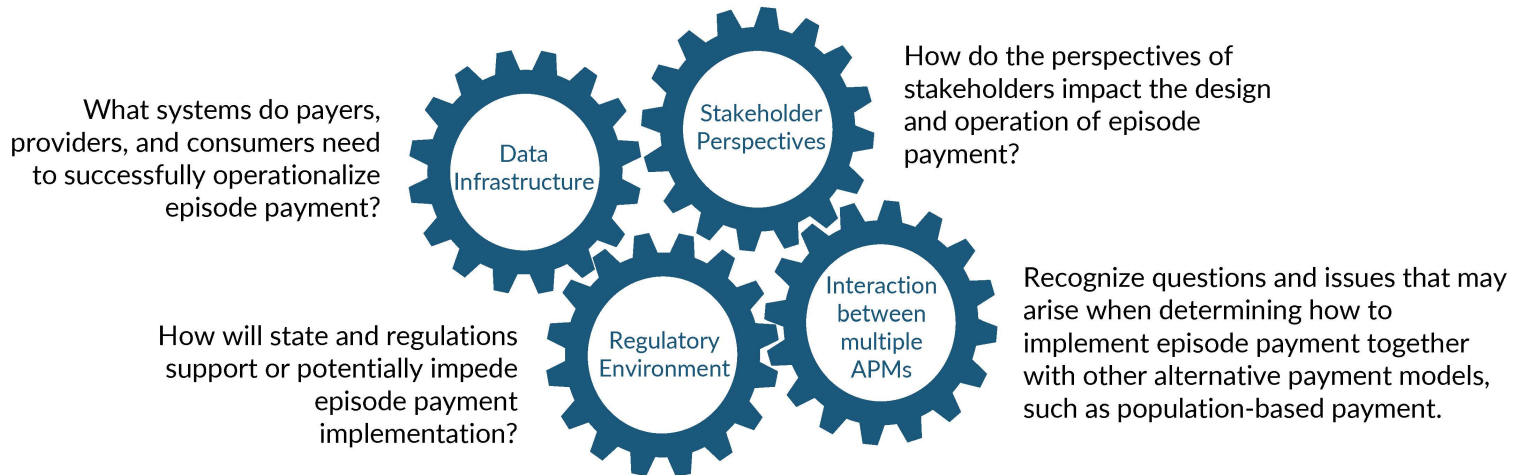 What systems do payers,
providers, and consumers need
to successfully operationalize
episode payment?
Data
Infrastructure
Stakeholder
Perspectives
How do the perspectives of
stakeholders impact the design
and operation of episode
payment?
How will state and regulations
support or potentially impede
episode payment
implementation?
Regulatory
Environment
Interaction
between
multiple
APMs
Recognize questions and issues that may
arise when determining how to
implement episode payment together
with other alternative payment models,
such as population-based payment.